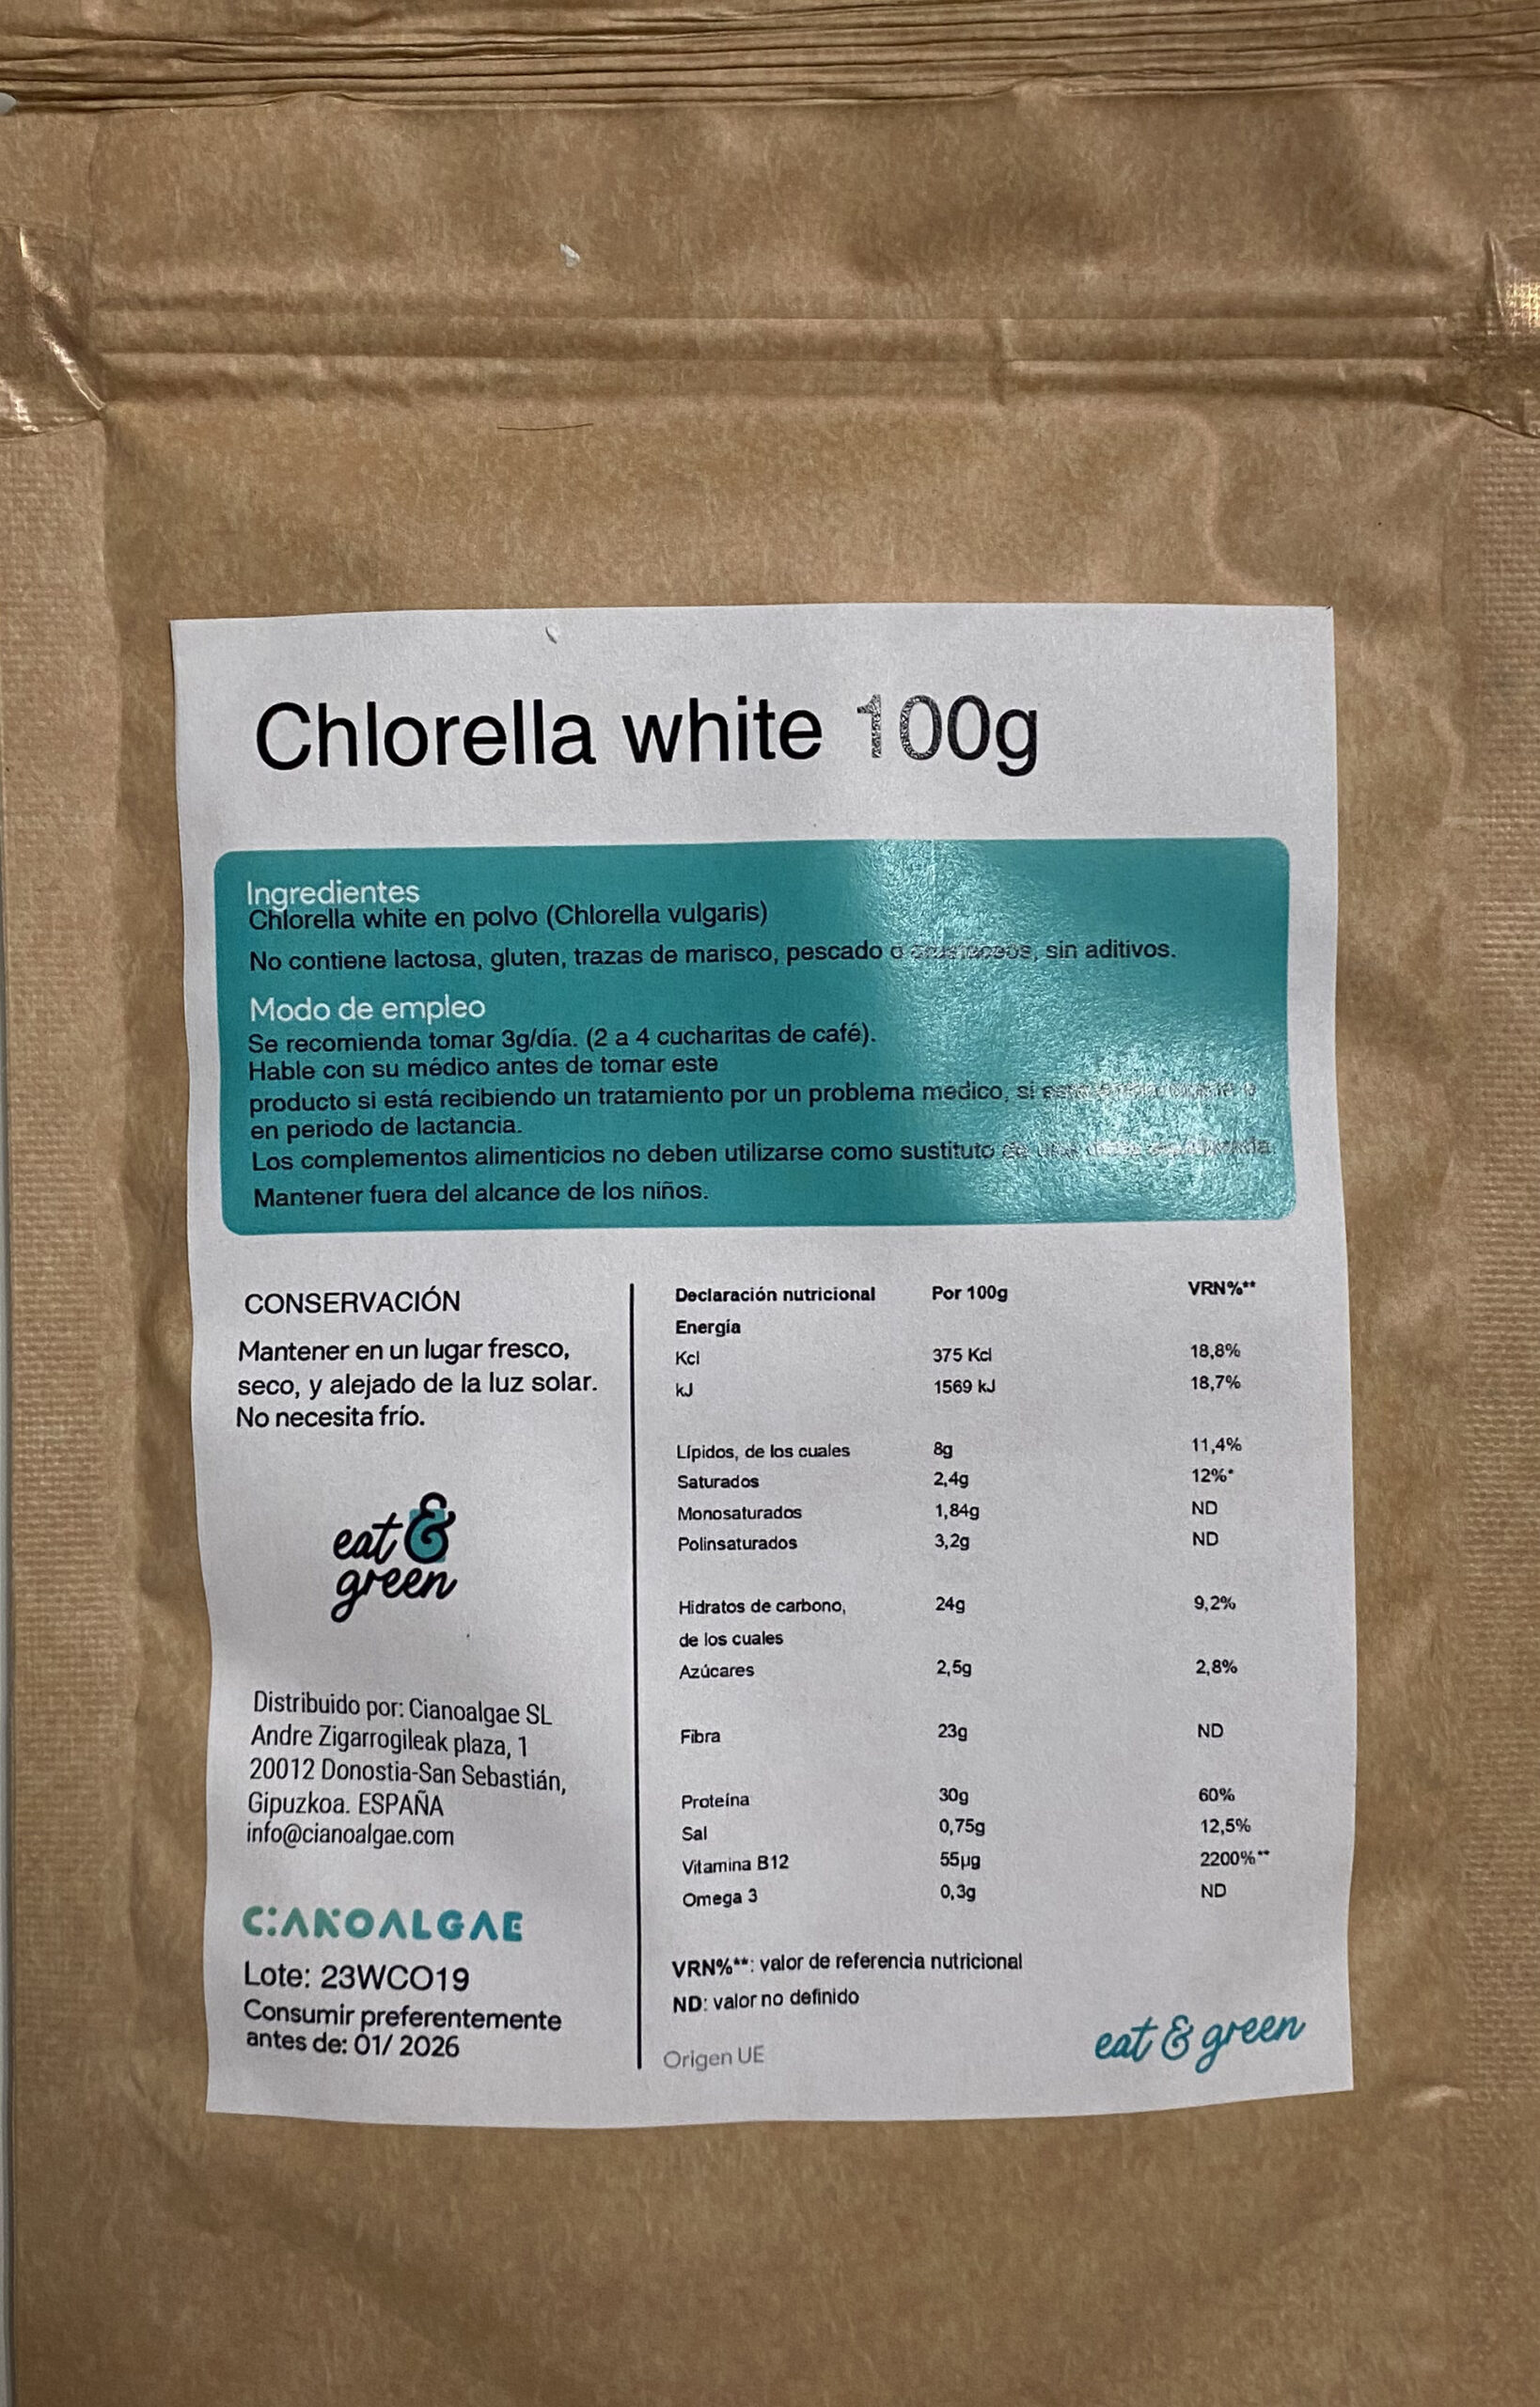 Chlorella white 100g
Ingredientes
Chlorella white en polvo (Chlorella vulgaris)
No contiene lactosa, gluten, trazas de marisco, pescado o crustáceos, sin aditivos.
Modo de empleo
Se recomienda tomar 3g/día. (2 a 4 cucharitas de café).
Hable con su médico antes de tomar este
producto si está recibiendo un tratamiento por un problema medico, si
en periodo de lactancia.
Los complementos alimenticios no deben utilizarse como sustituto
Mantener fuera del alcance de los niños.
CONSERVACIÓN
Mantener en un lugar fresco,
seco, y alejado de la luz solar.
No necesita frío.
eat &
green
Distribuido por: Cianoalgae SL
Andre Zigarrogileak plaza, 1
20012 Donostia-San Sebastián,
Gipuzkoa. ESPAÑA
info@cianoalgae.com
CIANOALGAE
Lote: 23WCO19
Consumir preferentemente
antes de: 01/ 2026
Declaración nutricional Por 100g VRN%**
Energía
Kcl 375 Kcl 18,8%
kJ 1569 kJ 18,7%
Lípidos, de los cuales 8g 11,4%
Saturados 2,4g 12%*
Monosaturados 1,84g ND
Polinsaturados 3,2g ND
Hidratos de carbono, 24g 9,2%
de los cuales
Azúcares 2,5g 2,8%
Fibra 23g ND
Proteína 30g 60%
Sal 0,75g 12,5%
Vitamina B12 55µg 2200%**
Omega 3 0,3g ND
VRN%**: valor de referencia nutricional
ND: valor no definido
Origen UE
eat & green